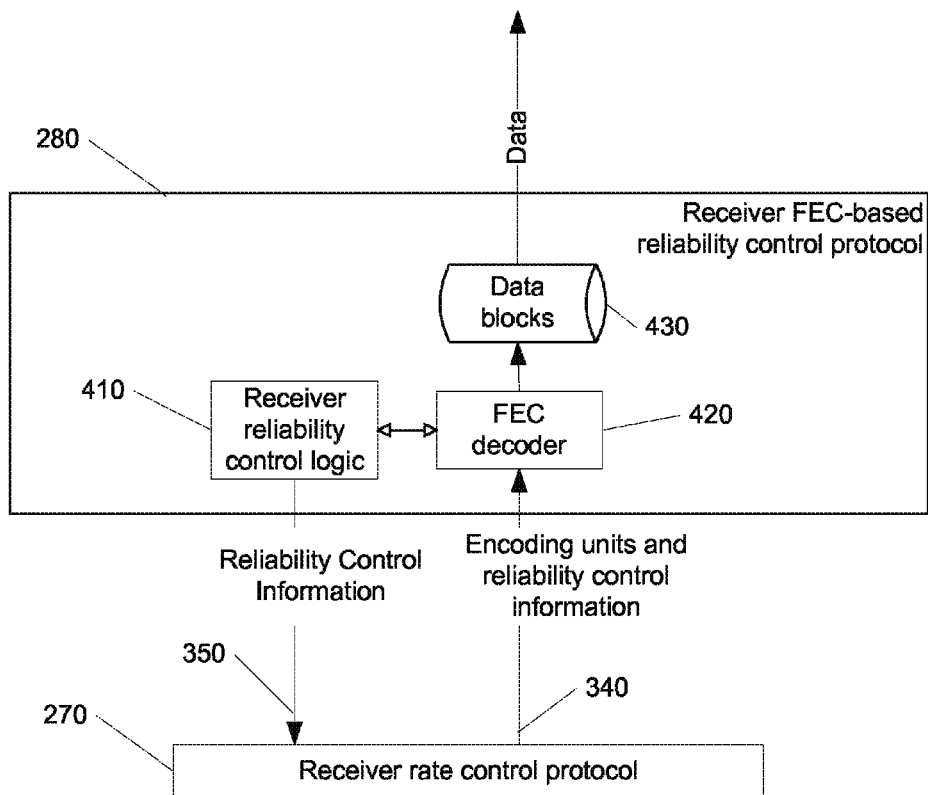 Data
280
Receiver FEC-based
reliability control protocol
Data
blocks
430
410
Receiver
reliability
control logic
FEC
decoder
420
Reliability Control
Information
Encoding units and
reliability control
information
350
340
270
Receiver rate control protocol